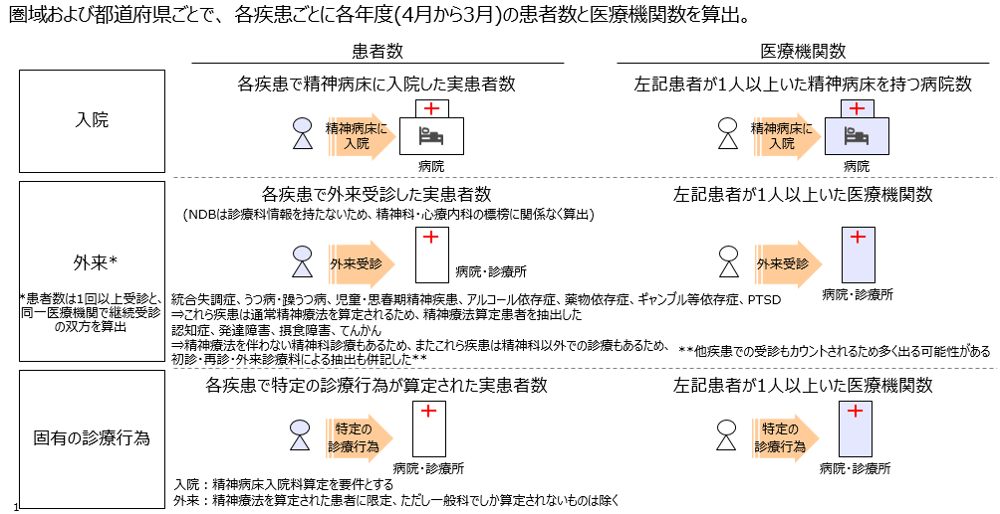 圏域および都道府県ごとで、各疾患ごとに各年度(4月から3月)の患者数と医療機関数を算出。
患者数
医療機関数
入院
各疾患で精神病床に入院した実患者数
精神病床に
入院
病院
左記患者が1人以上いた精神病床を持つ病院数
精神病床に
入院
病院
外来*
*患者数は1回以上受診と、
同一医療機関で継続受診
の双方を算出
各疾患で外来受診した実患者数
(NDBは診療科情報を持たないため、精神科・心療内科の標榜に関係なく算出)
外来受診
病院・診療所
左記患者が1人以上いた医療機関数
外来受診
病院・診療所
統合失調症、うつ病・躁うつ病、児童・思春期精神疾患、アルコール依存症、薬物依存症、ギャンブル等依存症、PTSD
⇒これら疾患は通常精神療法を算定されるため、精神療法算定患者を抽出した
認知症、発達障害、摂食障害、てんかん
⇒精神療法を伴わない精神科診療もあるため、またこれら疾患は精神科以外での診療もあるため、
初診・再診・外来診療料による抽出も併記した**
**他疾患での受診もカウントされるため多く出る可能性がある
固有の診療行為
各疾患で特定の診療行為が算定された実患者数
特定の
診療行為
病院・診療所
左記患者が1人以上いた医療機関数
特定の
診療行為
病院・診療所
入院：精神病床入院料算定を要件とする
外来：精神療法を算定された患者に限定、ただし一般科でしか算定されないものは除く
1